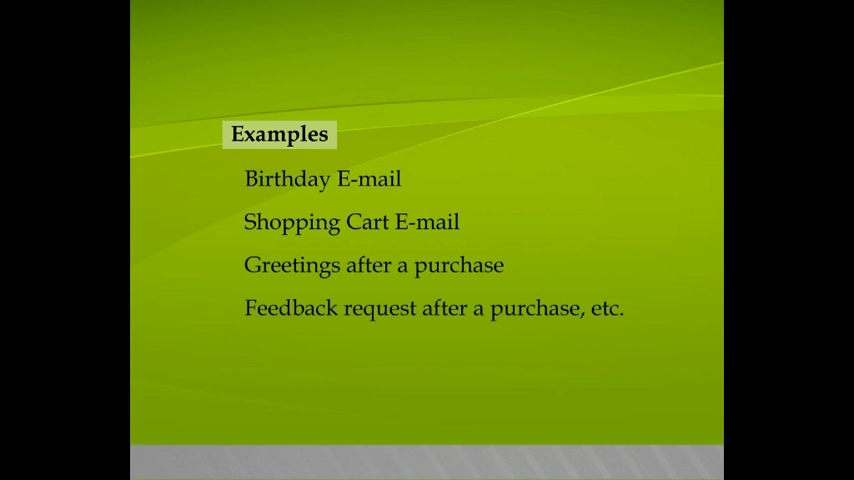 Examples
Birthday E-mail
Shopping Cart E-mail
Greetings after a purchase
Feedback request after a purchase, etc.